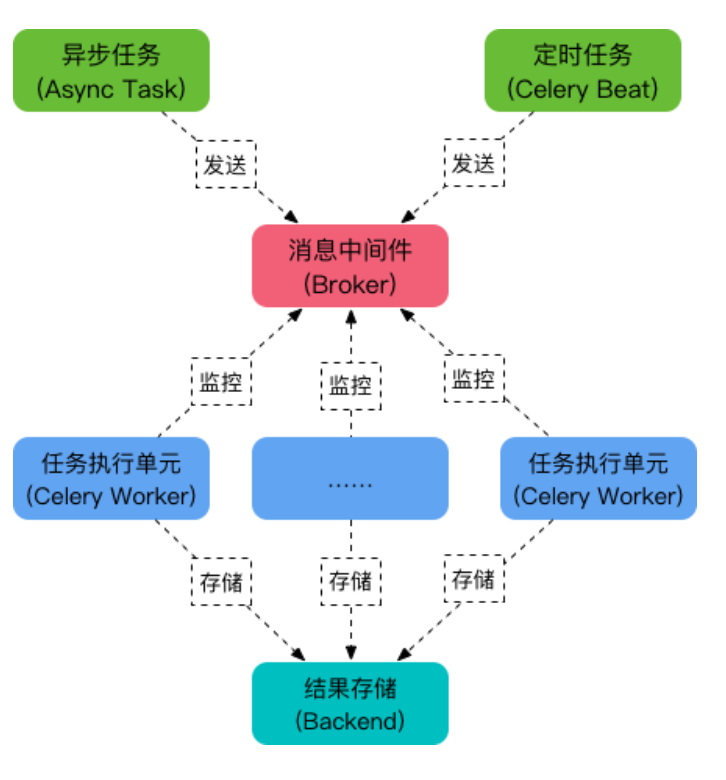 异步任务
(Async Task)
定时任务
(Celery Beat)
发送
发送
消息中间件
(Broker)
监控
监控
监控
任务执行单元
(Celery Worker)
……
任务执行单元
(Celery Worker)
存储
存储
存储
结果存储
(Backend)